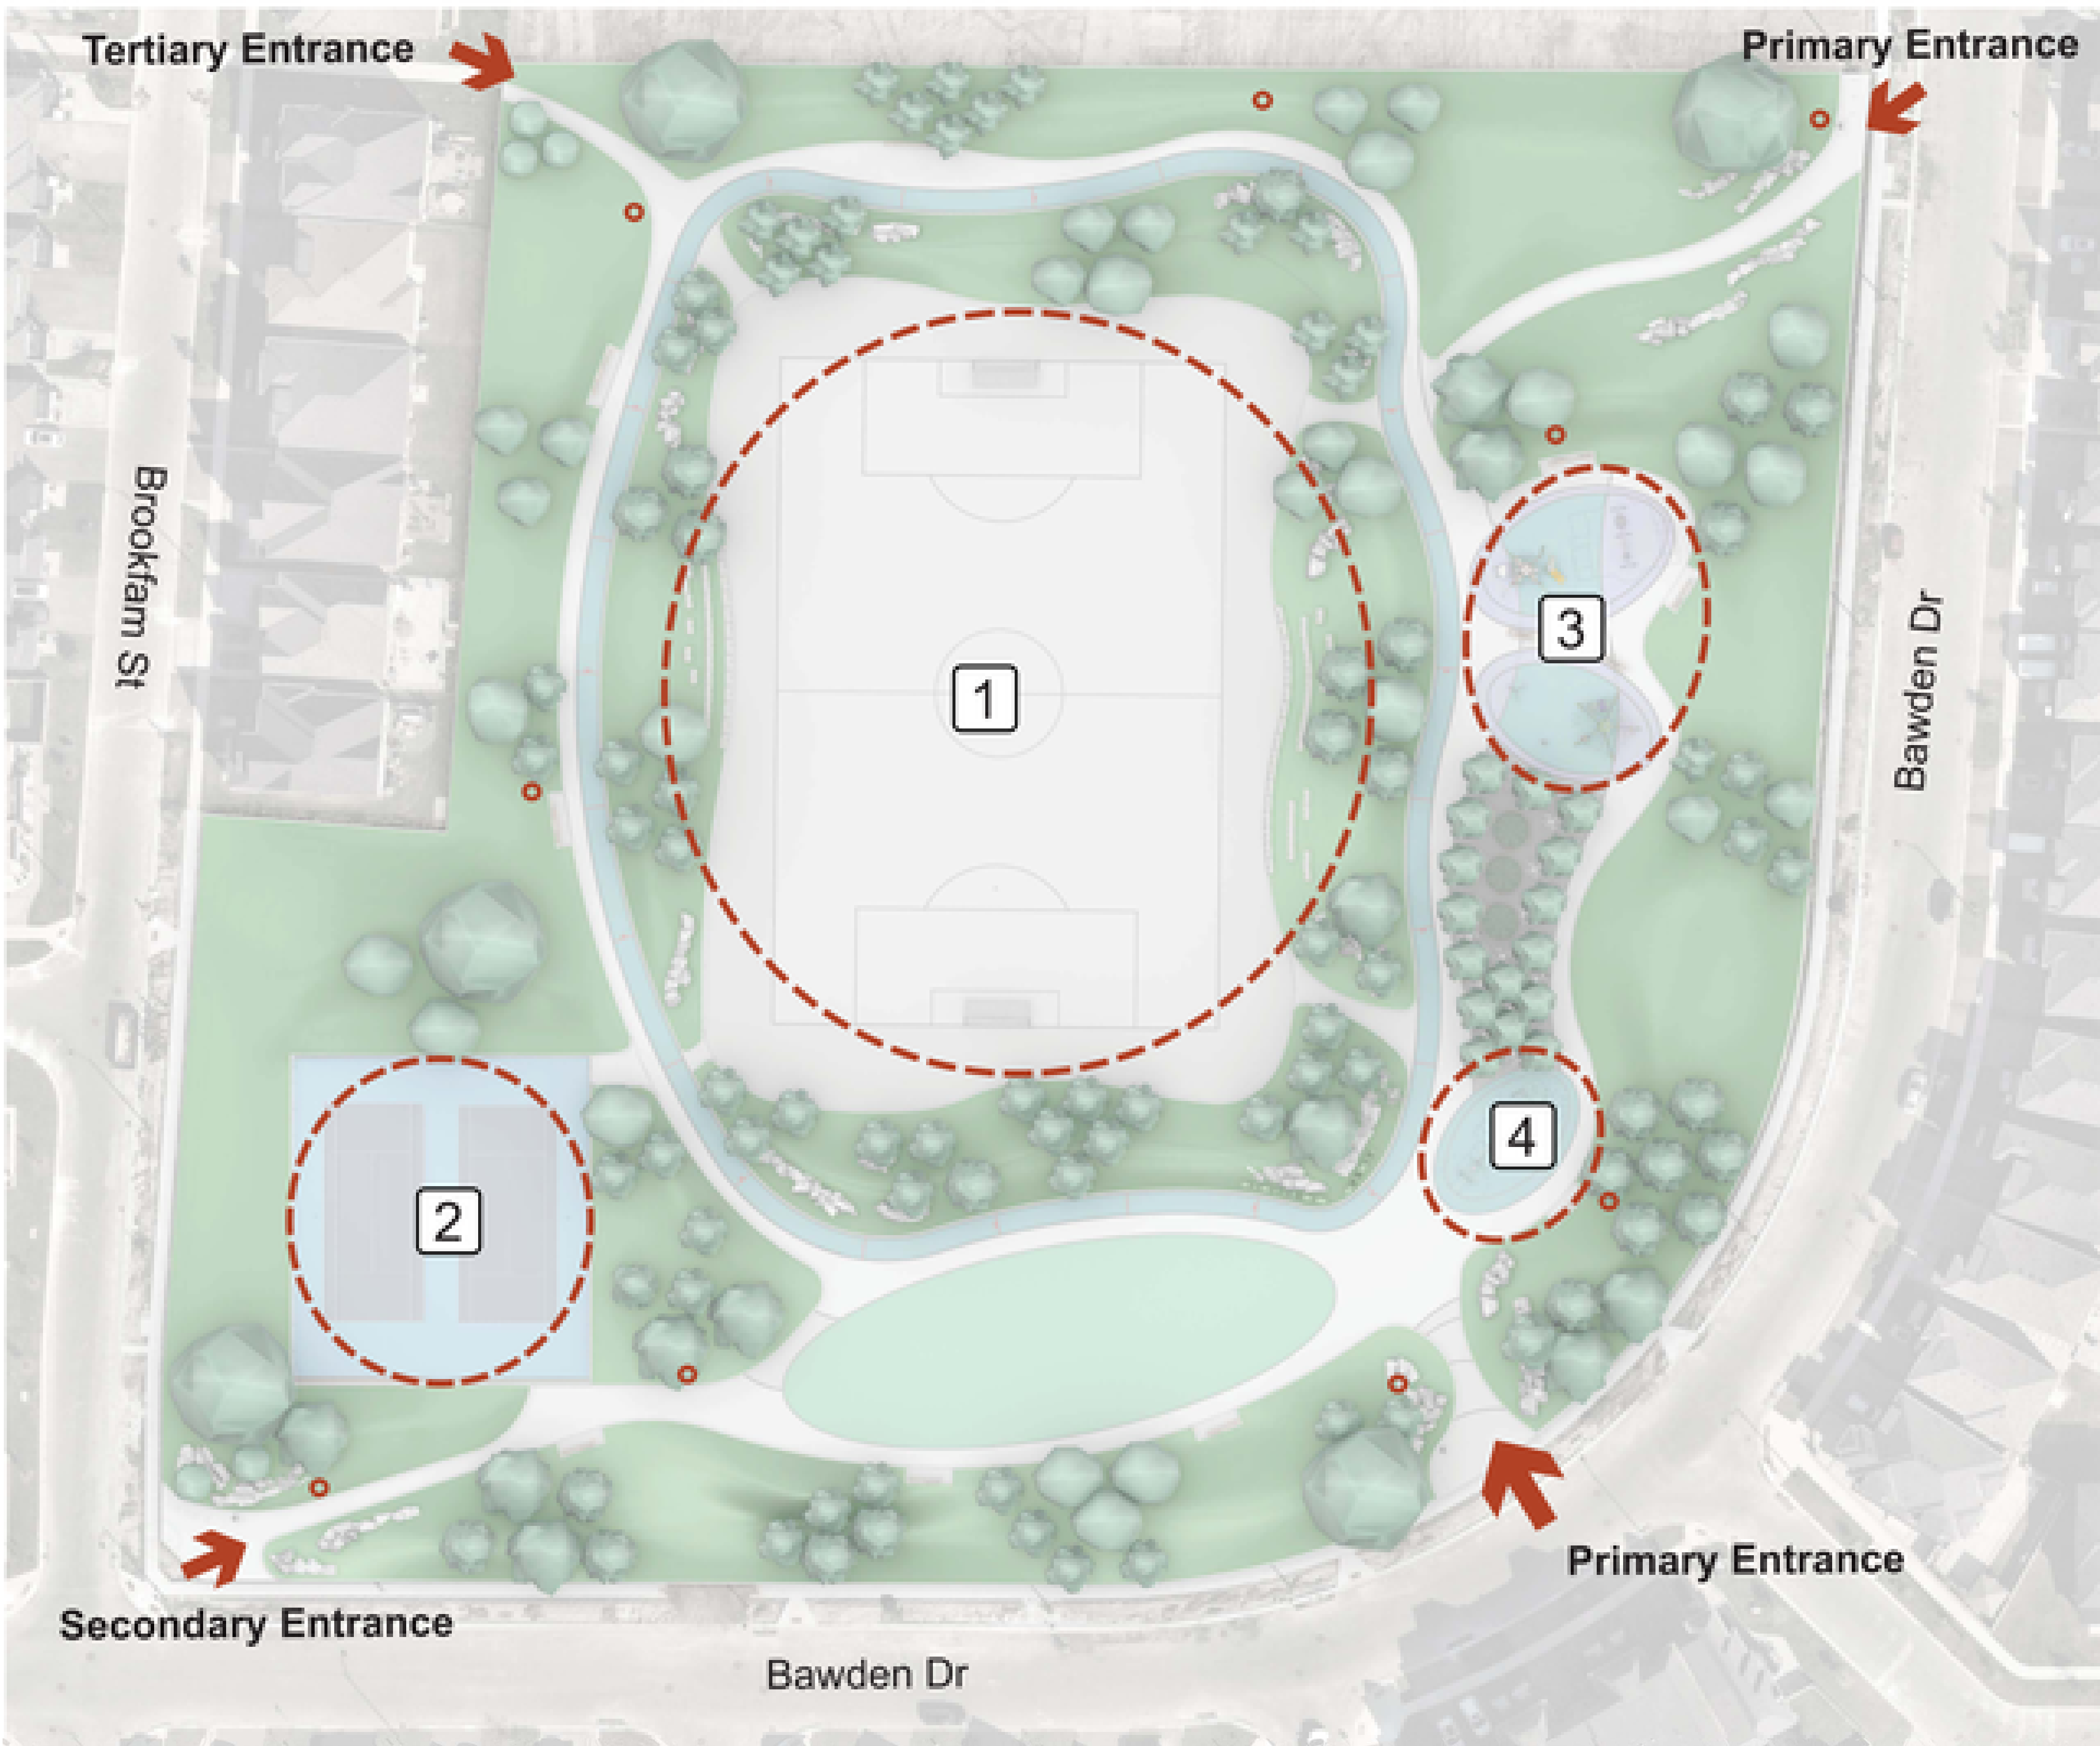 Tertiary Entrance
Primary Entrance
Brookfam St
Bawden Dr
1
3
4
2
Primary Entrance
Secondary Entrance
Bawden Dr